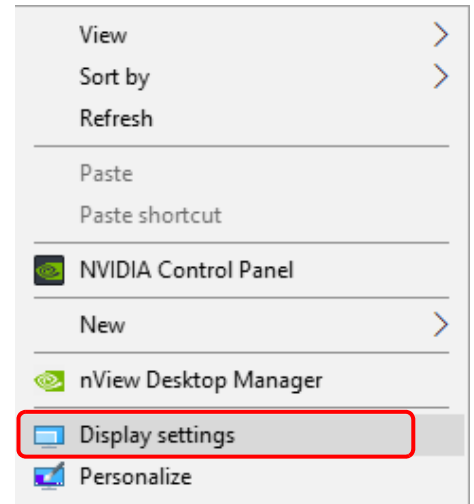 View
Sort by
Refresh
Paste
Paste shortcut
NVIDIA Control Panel
New
nView Desktop Manager
Display settings
Personalize